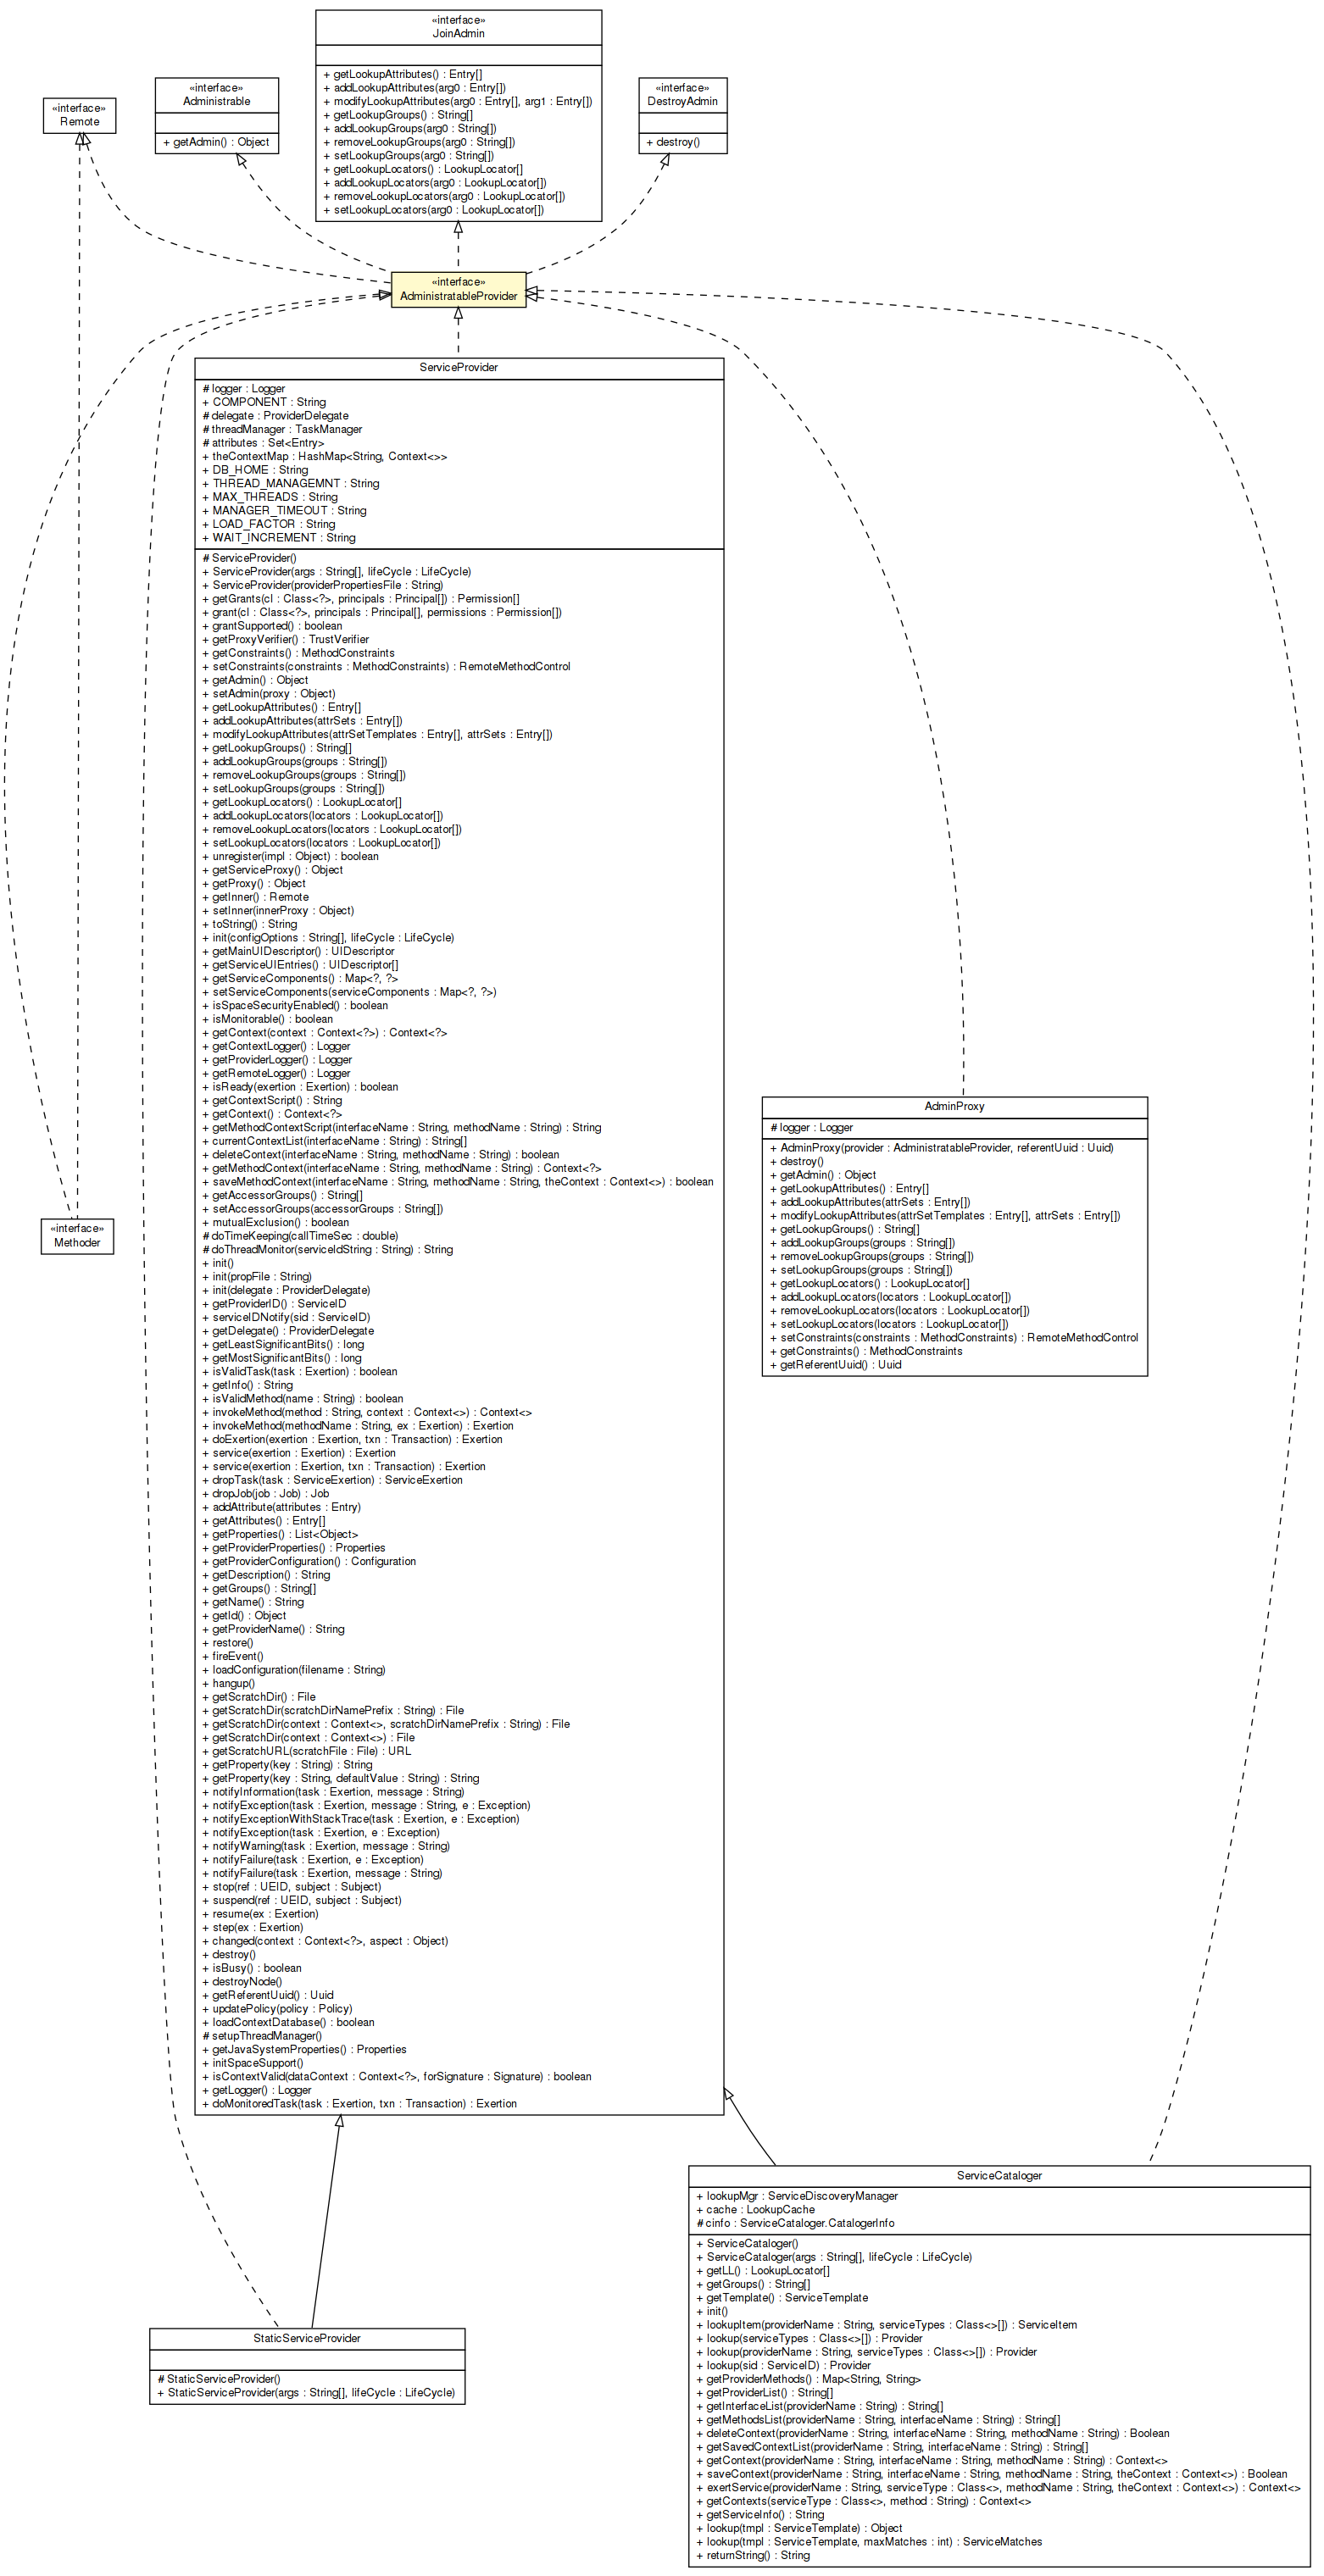 «interface»
JoinAdmin
+ getLookupAttributes() : Entry[]
+ addLookupAttributes(arg0 : Entry[])
+ modifyLookupAttributes(arg0 : Entry[], arg1 : Entry[])
+ getLookupGroups() : String[]
+ addLookupGroups(arg0 : String[])
+ removeLookupGroups(arg0 : String[])
+ setLookupGroups(arg0 : String[])
+ getLookupLocators() : LookupLocator[]
+ addLookupLocators(arg0 : LookupLocator[])
+ removeLookupLocators(arg0 : LookupLocator[])
+ setLookupLocators(arg0 : LookupLocator[])
«interface»
Administrable
+ getAdmin() : Object
«interface»
DestroyAdmin
+ destroy()
«interface»
Remote
«interface»
AdministratableProvider
ServiceProvider
# logger : Logger
+ COMPONENT : String
# delegate : ProviderDelegate
# threadManager : TaskManager
# attributes : Set<Entry>
+ theContextMap : HashMap<String, Context<>>
+ DB_HOME : String
+ THREAD_MANAGEMNT : String
+ MAX_THREADS : String
+ MANAGER_TIMEOUT : String
+ LOAD_FACTOR : String
+ WAIT_INCREMENT : String
# ServiceProvider()
+ ServiceProvider(args : String[], lifeCycle : LifeCycle)
+ ServiceProvider(providerPropertiesFile : String)
+ getGrants(cl : Class<?>, principals : Principal[]) : Permission[]
+ grant(cl : Class<?>, principals : Principal[], permissions : Permission[])
+ grantSupported() : boolean
+ getProxyVerifier() : TrustVerifier
+ getConstraints() : MethodConstraints
+ setConstraints(constraints : MethodConstraints) : RemoteMethodControl
+ getAdmin() : Object
+ setAdmin(proxy : Object)
+ getLookupAttributes() : Entry[]
+ addLookupAttributes(attrSets : Entry[])
+ modifyLookupAttributes(attrSetTemplates : Entry[], attrSets : Entry[])
+ getLookupGroups() : String[]
+ addLookupGroups(groups : String[])
+ removeLookupGroups(groups : String[])
+ setLookupGroups(groups : String[])
+ getLookupLocators() : LookupLocator[]
+ addLookupLocators(locators : LookupLocator[])
+ removeLookupLocators(locators : LookupLocator[])
+ setLookupLocators(locators : LookupLocator[])
+ unregister(impl : Object) : boolean
+ getServiceProxy() : Object
+ getProxy() : Object
+ getInner() : Remote
+ setInner(innerProxy : Object)
+ toString() : String
+ init(configOptions : String[], lifeCycle : LifeCycle)
+ getMainUIDescriptor() : UIDescriptor
+ getServiceUIEntries() : UIDescriptor[]
+ getServiceComponents() : Map<?, ?>
+ setServiceComponents(serviceComponents : Map<?, ?>)
+ isSpaceSecurityEnabled() : boolean
+ isMonitorable() : boolean
+ getContext(context : Context<?>) : Context<?>
+ getContextLogger() : Logger
+ getProviderLogger() : Logger
+ getRemoteLogger() : Logger
+ isReady(exertion : Exertion) : boolean
+ getContextScript() : String
+ getContext() : Context<?>
+ getMethodContextScript(interfaceName : String, methodName : String) : String
+ currentContextList(interfaceName : String) : String[]
+ deleteContext(interfaceName : String, methodName : String) : boolean
+ getMethodContext(interfaceName : String, methodName : String) : Context<?>
+ saveMethodContext(interfaceName : String, methodName : String, theContext : Context<>) : boolean
+ getAccessorGroups() : String[]
+ setAccessorGroups(accessorGroups : String[])
+ mutualExclusion() : boolean
# doTimeKeeping(callTimeSec : double)
# doThreadMonitor(serviceIdString : String) : String
+ init()
+ init(propFile : String)
+ init(delegate : ProviderDelegate)
+ getProviderID() : ServiceID
+ serviceIDNotify(sid : ServiceID)
+ getDelegate() : ProviderDelegate
+ getLeastSignificantBits() : long
+ getMostSignificantBits() : long
+ isValidTask(task : Exertion) : boolean
+ getInfo() : String
+ isValidMethod(name : String) : boolean
+ invokeMethod(method : String, context : Context<>) : Context<>
+ invokeMethod(methodName : String, ex : Exertion) : Exertion
+ doExertion(exertion : Exertion, txn : Transaction) : Exertion
+ service(exertion : Exertion) : Exertion
+ service(exertion : Exertion, txn : Transaction) : Exertion
+ dropTask(task : ServiceExertion) : ServiceExertion
+ dropJob(job : Job) : Job
+ addAttribute(attributes : Entry)
+ getAttributes() : Entry[]
+ getProperties() : List<Object>
+ getProviderProperties() : Properties
+ getProviderConfiguration() : Configuration
+ getDescription() : String
+ getGroups() : String[]
+ getName() : String
+ getId() : Object
+ getProviderName() : String
+ restore()
+ fireEvent()
+ loadConfiguration(filename : String)
+ hangup()
+ getScratchDir() : File
+ getScratchDir(scratchDirNamePrefix : String) : File
+ getScratchDir(context : Context<>, scratchDirNamePrefix : String) : File
+ getScratchDir(context : Context<>) : File
+ getScratchURL(scratchFile : File) : URL
+ getProperty(key : String) : String
+ getProperty(key : String, defaultValue : String) : String
+ notifyInformation(task : Exertion, message : String)
+ notifyException(task : Exertion, message : String, e : Exception)
+ notifyExceptionWithStackTrace(task : Exertion, e : Exception)
+ notifyException(task : Exertion, e : Exception)
+ notifyWarning(task : Exertion, message : String)
+ notifyFailure(task : Exertion, e : Exception)
+ notifyFailure(task : Exertion, message : String)
+ stop(ref : UEID, subject : Subject)
+ suspend(ref : UEID, subject : Subject)
+ resume(ex : Exertion)
+ step(ex : Exertion)
+ changed(context : Context<?>, aspect : Object)
+ destroy()
+ isBusy() : boolean
+ destroyNode()
+ getReferentUuid() : Uuid
+ updatePolicy(policy : Policy)
+ loadContextDatabase() : boolean
# setupThreadManager()
+ getJavaSystemProperties() : Properties
+ initSpaceSupport()
+ isContextValid(dataContext : Context<?>, forSignature : Signature) : boolean
+ getLogger() : Logger
+ doMonitoredTask(task : Exertion, txn : Transaction) : Exertion
AdminProxy
# logger : Logger
+ AdminProxy(provider : AdministratableProvider, referentUuid : Uuid)
+ destroy()
+ getAdmin() : Object
+ getLookupAttributes() : Entry[]
+ addLookupAttributes(attrSets : Entry[])
+ modifyLookupAttributes(attrSetTemplates : Entry[], attrSets : Entry[])
+ getLookupGroups() : String[]
+ addLookupGroups(groups : String[])
+ removeLookupGroups(groups : String[])
+ setLookupGroups(groups : String[])
+ getLookupLocators() : LookupLocator[]
+ addLookupLocators(locators : LookupLocator[])
+ removeLookupLocators(locators : LookupLocator[])
+ setLookupLocators(locators : LookupLocator[])
+ setConstraints(constraints : MethodConstraints) : RemoteMethodControl
+ getConstraints() : MethodConstraints
+ getReferentUuid() : Uuid
«interface»
Methoder
ServiceCataloger
+ lookupMgr : ServiceDiscoveryManager
+ cache : LookupCache
# cinfo : ServiceCataloger.CatalogerInfo
+ ServiceCataloger()
+ ServiceCataloger(args : String[], lifeCycle : LifeCycle)
+ getLL() : LookupLocator[]
+ getGroups() : String[]
+ getTemplate() : ServiceTemplate
+ init()
+ lookupItem(providerName : String, serviceTypes : Class<>[]) : ServiceItem
+ lookup(serviceTypes : Class<>[]) : Provider
+ lookup(providerName : String, serviceTypes : Class<>[]) : Provider
+ lookup(sid : ServiceID) : Provider
+ getProviderMethods() : Map<String, String>
+ getProviderList() : String[]
+ getInterfaceList(providerName : String) : String[]
+ getMethodsList(providerName : String, interfaceName : String) : String[]
+ deleteContext(providerName : String, interfaceName : String, methodName : String) : Boolean
+ getSavedContextList(providerName : String, interfaceName : String) : String[]
+ getContext(providerName : String, interfaceName : String, methodName : String) : Context<>
+ saveContext(providerName : String, interfaceName : String, methodName : String, theContext : Context<>) : Boolean
+ exertService(providerName : String, serviceType : Class<>, methodName : String, theContext : Context<>) : Context<>
+ getContexts(serviceType : Class<>, method : String) : Context<>
+ getServiceInfo() : String
+ lookup(tmpl : ServiceTemplate) : Object
+ lookup(tmpl : ServiceTemplate, maxMatches : int) : ServiceMatches
+ returnString() : String
StaticServiceProvider
# StaticServiceProvider()
+ StaticServiceProvider(args : String[], lifeCycle : LifeCycle)